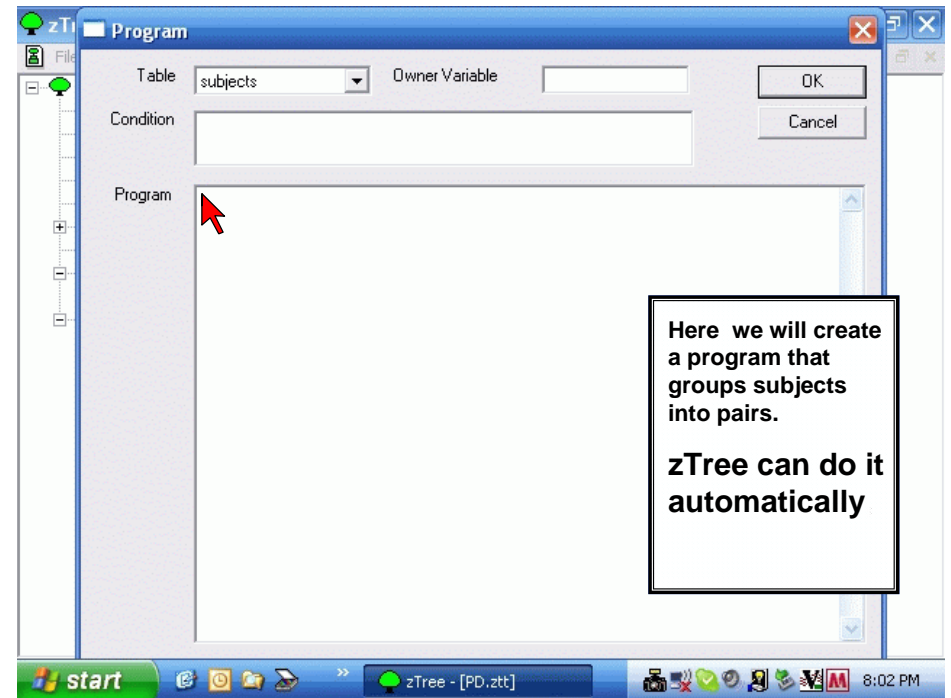 zTr
Program
File
Table
subjects
Owner Variable
OK
Condition
Cancel
Program
Here we will create
a program that
groups subjects
into pairs.
zTree can do it
automatically
start
zTree - [PD.ztt]
8:02 PM